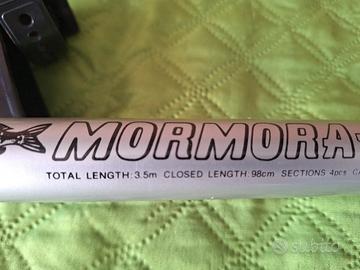 MORMORA
TOTAL LENGTH: 3.5m CLOSED LENGTH: 98cm SECTIONS 4pcs
subito